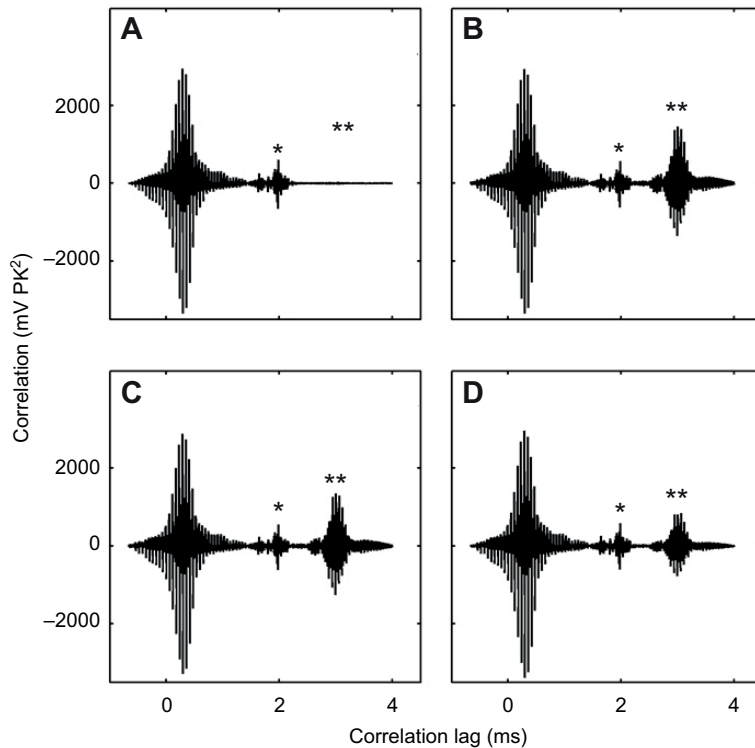 A B
2000
0
–2000
* ** * **
C D
2000
0
–2000
* ** * **
0 2 4 0 2 4
Correlation (mV PK²)
Correlation lag (ms)